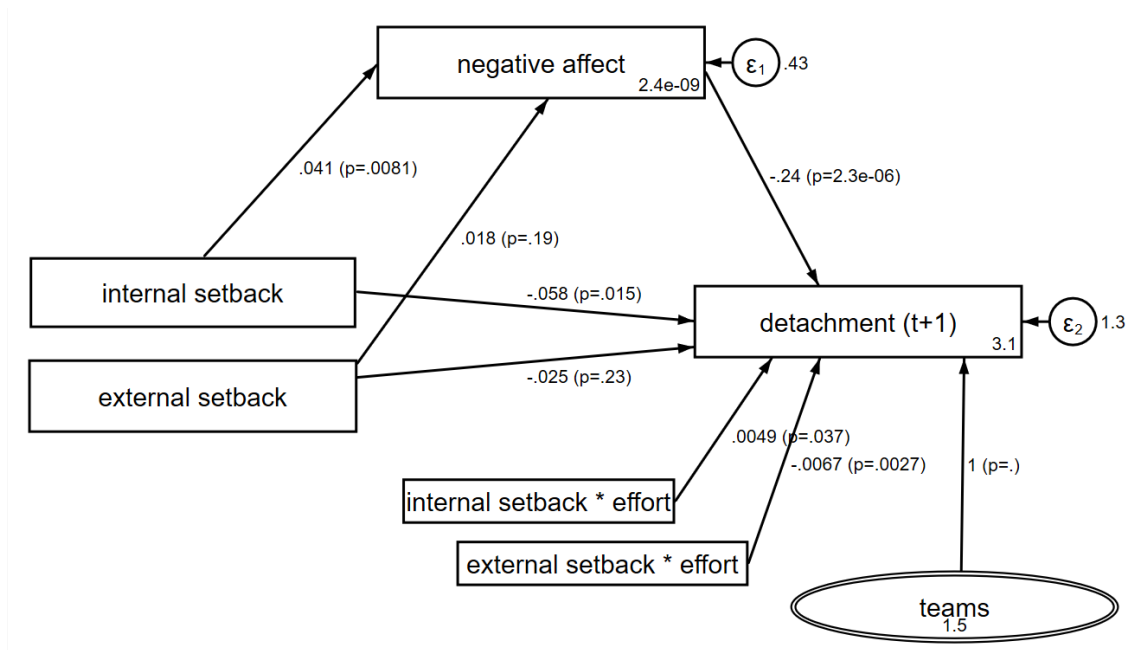 negative affect
2.4e-09
ε1
.43
.041 (p=.0081)
-.24 (p=2.3e-06)
.018 (p=.19)
internal setback
-.058 (p=.015)
detachment (t+1)
3.1
ε2
1.3
external setback
-.025 (p=.23)
.0049 (p=.037)
-.0067 (p=.0027)
1 (p=.)
internal setback * effort
external setback * effort
teams
1.5